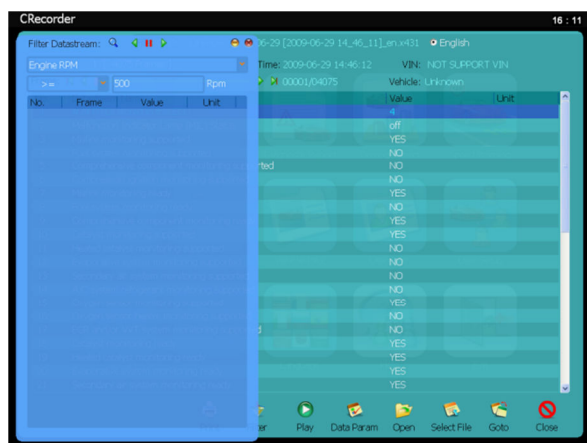 CRecorder 16 : 11
Filter Datastream:
06-29 [2009-06-29 14_46_11]_en.x431 English
Engine RPM
Time: 2009-06-29 14:46:12 VIN: NOT SUPPORT VIN
>= 500 Rpm
00001/04075 Vehicle: Unknown
No. Frame Value Unit
Value Unit
4
off
YES
NO
rted NO
NO
YES
NO
YES
YES
NO
NO
NO
NO
YES
NO
NO
YES
YES
YES
Play Data Param Open Select File Goto Close